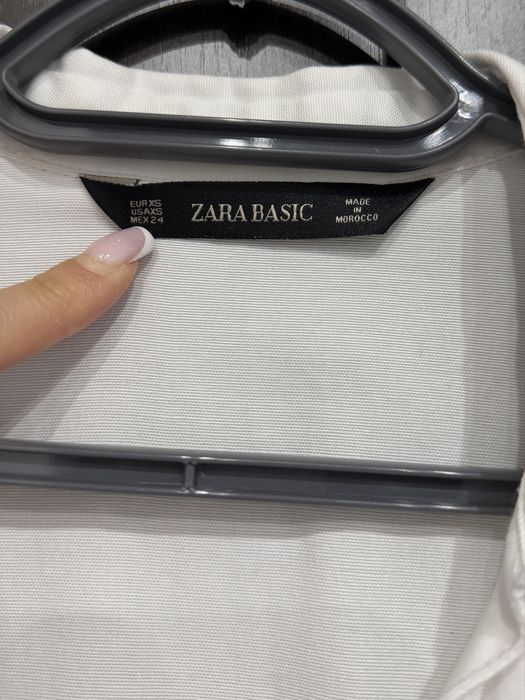 EUR XS
USA XS
MEX 24
ZARA BASIC
MADE
IN
MOROCCO